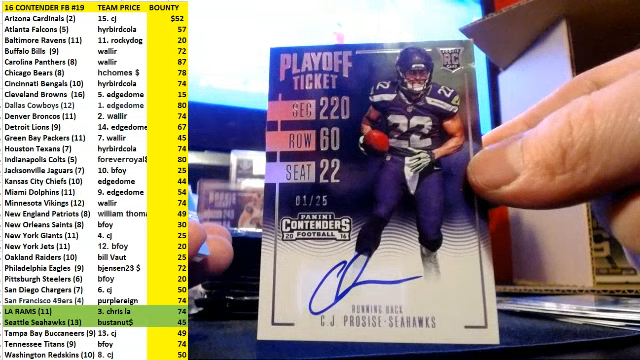 16 CONTENDER FB #19 TEAM PRICE BOUNTY
Arizona Cardinals (2) 15. cj $52
Atlanta Falcons (5) hyrbirdcola 57
Baltimore Ravens (11) 11. rockydog 20
Buffalo Bills (9) wallir 72
Carolina Panthers (8) wallir 87
Chicago Bears (8) hchomes $ 78
Cincinnati Bengals (10) hyrbirdcola 74
Cleveland Browns (16) 5. edgedome 15
Dallas Cowboys (12) 1. edgedome 80
Denver Broncos (11) 2. wallir 74
Detroit Lions (9) 14. edgedome 67
Green Bay Packers (11) 7. wallir 45
Houston Texans (7) hyrbirdcola 74
Indianapolis Colts (5) foreverroyal$ 80
Jacksonville Jaguars (7) 10. bfoy 25
Kansas City Chiefs (10) edgedome 44
Miami Dolphins (11) 9. edgedome 54
Minnesota Vikings (12) wallir 74
New England Patriots (8) william thoma 49
New Orleans Saints (8) bfoy 30
New York Giants (11) 4. cj 25
New York Jets (11) 12. bfoy 20
Oakland Raiders (10) bill Vaut 25
Philadelphia Eagles (9) bjensen23 $ 72
Pittsburgh Steelers (6) bfoy 20
San Diego Chargers (7) 6. cj 50
San Francisco 49ers (4) purplereign 74
LA RAMS (11) 3. chris la 74
Seattle Seahawks (13) bustanut$ 45
Tampa Bay Buccaneers (9) 13. cj 49
Tennessee Titans (9) bfoy 74
Washington Redskins (10) 8. cj 50
PLAYOFF
TICKET
RC
SEC 220
ROW 60
SEAT 22
22
01/25
PANINI
CONTENDERS
20 FOOTBALL 16
RUNNING BACK
C.J. PROSISE-SEAHAWKS